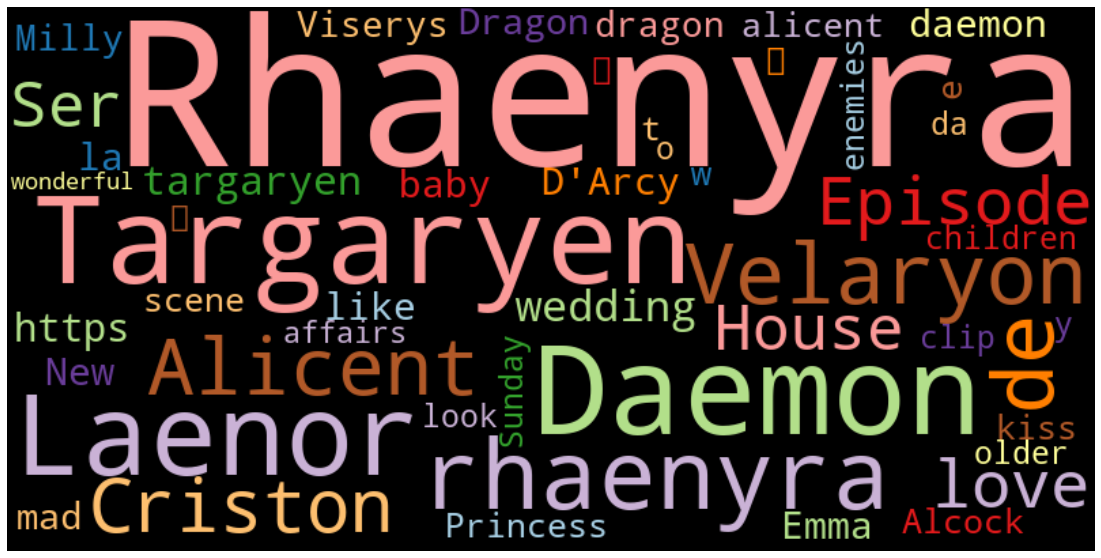 Milly Viserys Dragon dragon alicent daemon
Ser Rhaenyra enemies e
la t o da
wonderful targaryen baby D'Arcy w Episode
Targaryen Velaryon children
scene like wedding
https affairs House clip y
New Alicent Sunday Daemon de
Laenor look kiss
rhaenyra older
mad Criston love
Princess Emma Alcock